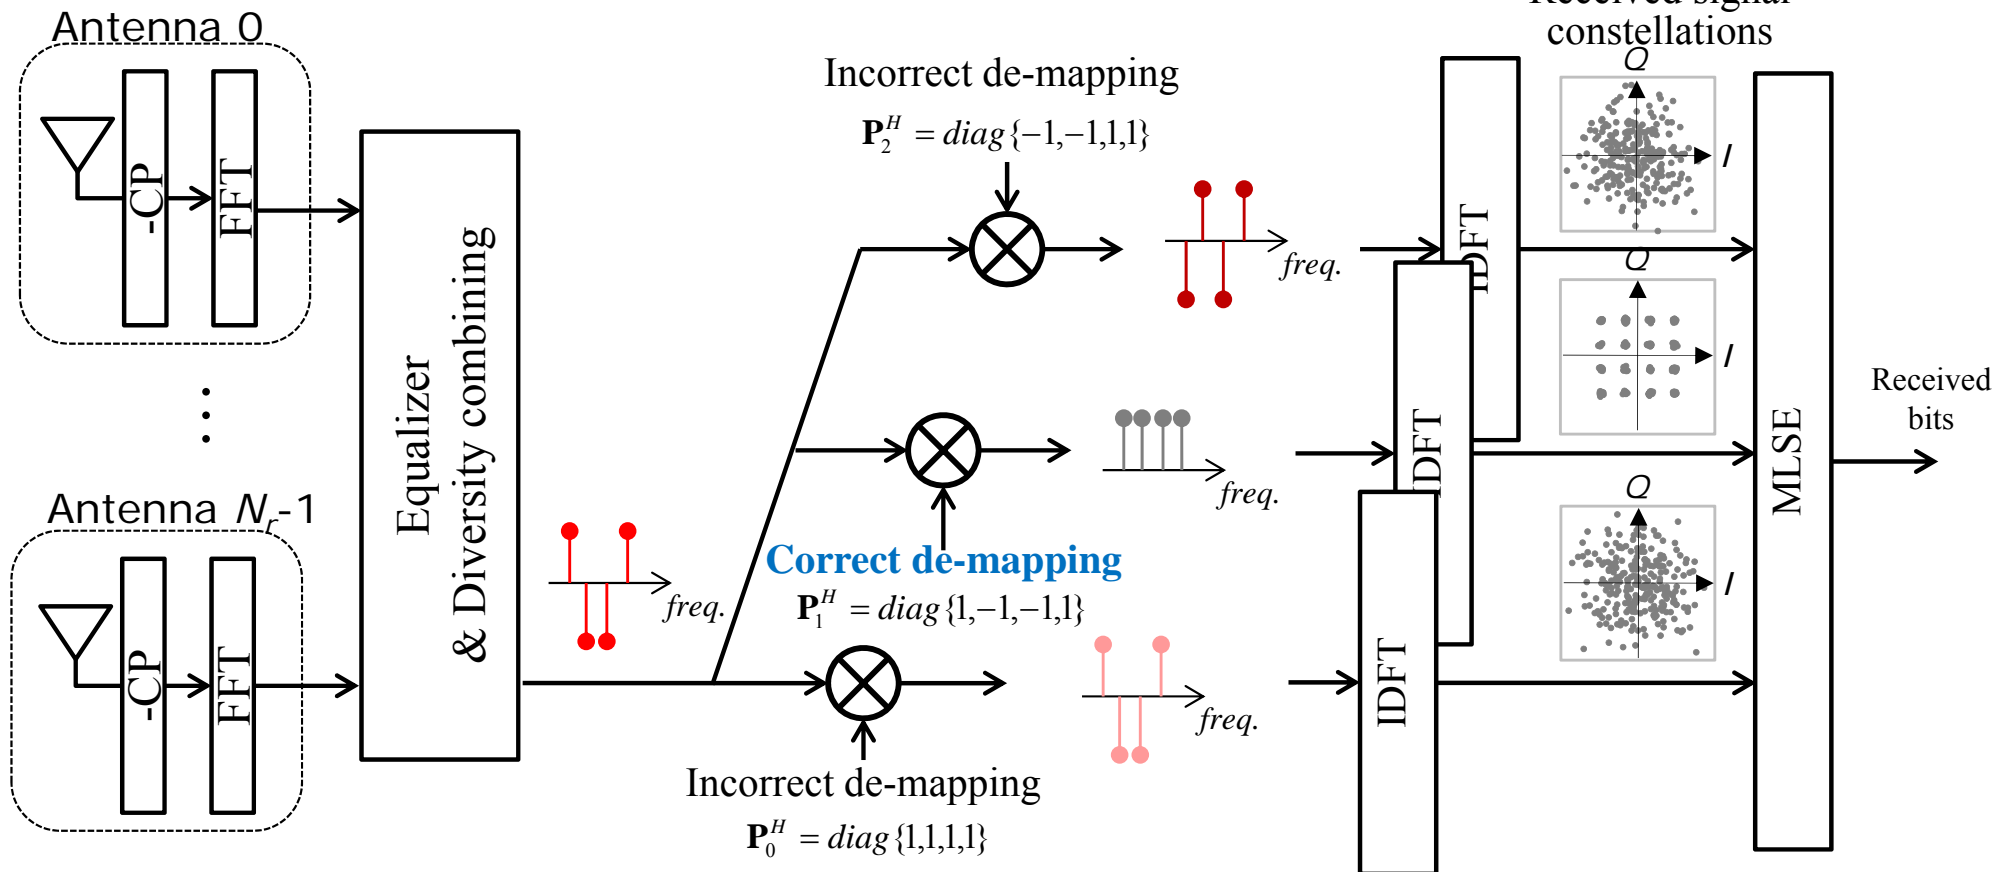 Antenna 0
-CP
FFT
⋮
Antenna Nr-1
-CP
FFT
Equalizer
& Diversity combining
freq.
Incorrect de-mapping
P₂ᴴ = diag{−1,−1,1,1}
freq.
Correct de-mapping
P₁ᴴ = diag{1,−1,−1,1}
freq.
Incorrect de-mapping
P₀ᴴ = diag{1,1,1,1}
freq.
IDFT
IDFT
IDFT
Received signal
constellations
Q
I
Q
I
Q
I
MLSE
Received
bits